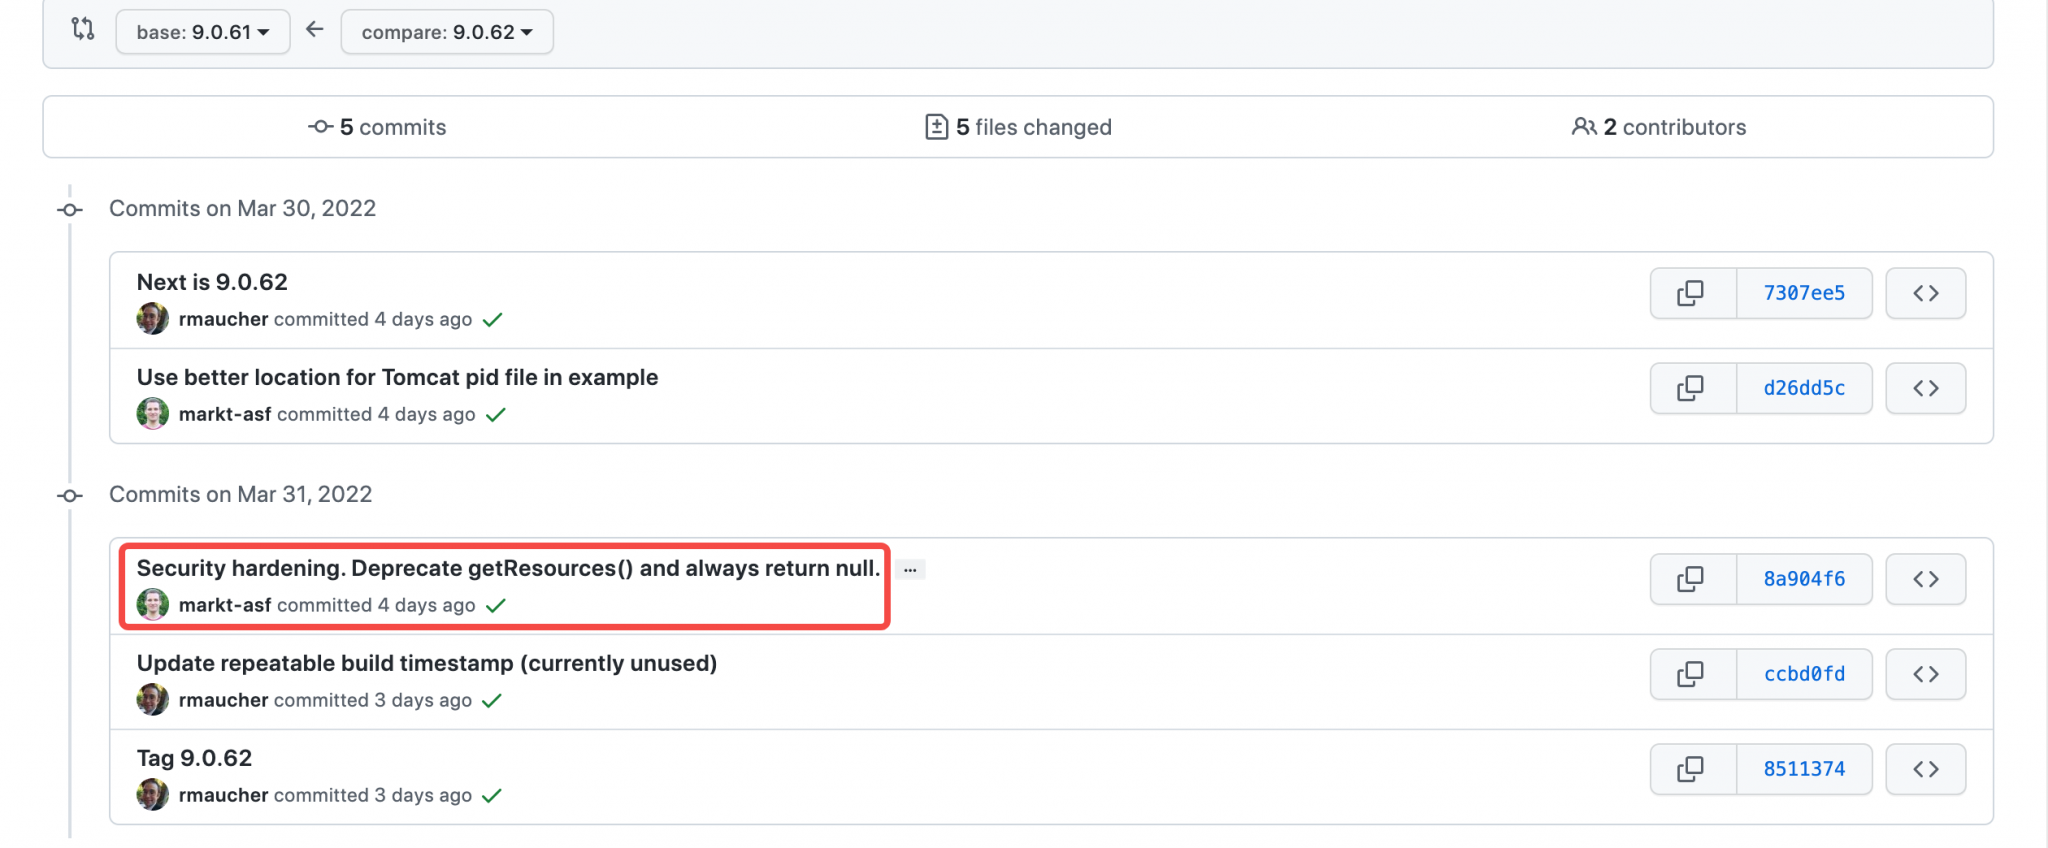 base: 9.0.61 compare: 9.0.62
5 commits 5 files changed 2 contributors
Commits on Mar 30, 2022
Next is 9.0.62
7307ee5
rmaucher committed 4 days ago
Use better location for Tomcat pid file in example
d26dd5c
markt-asf committed 4 days ago
Commits on Mar 31, 2022
Security hardening. Deprecate getResources() and always return null. ...
8a904f6
markt-asf committed 4 days ago
Update repeatable build timestamp (currently unused)
ccbd0fd
rmaucher committed 3 days ago
Tag 9.0.62
8511374
rmaucher committed 3 days ago